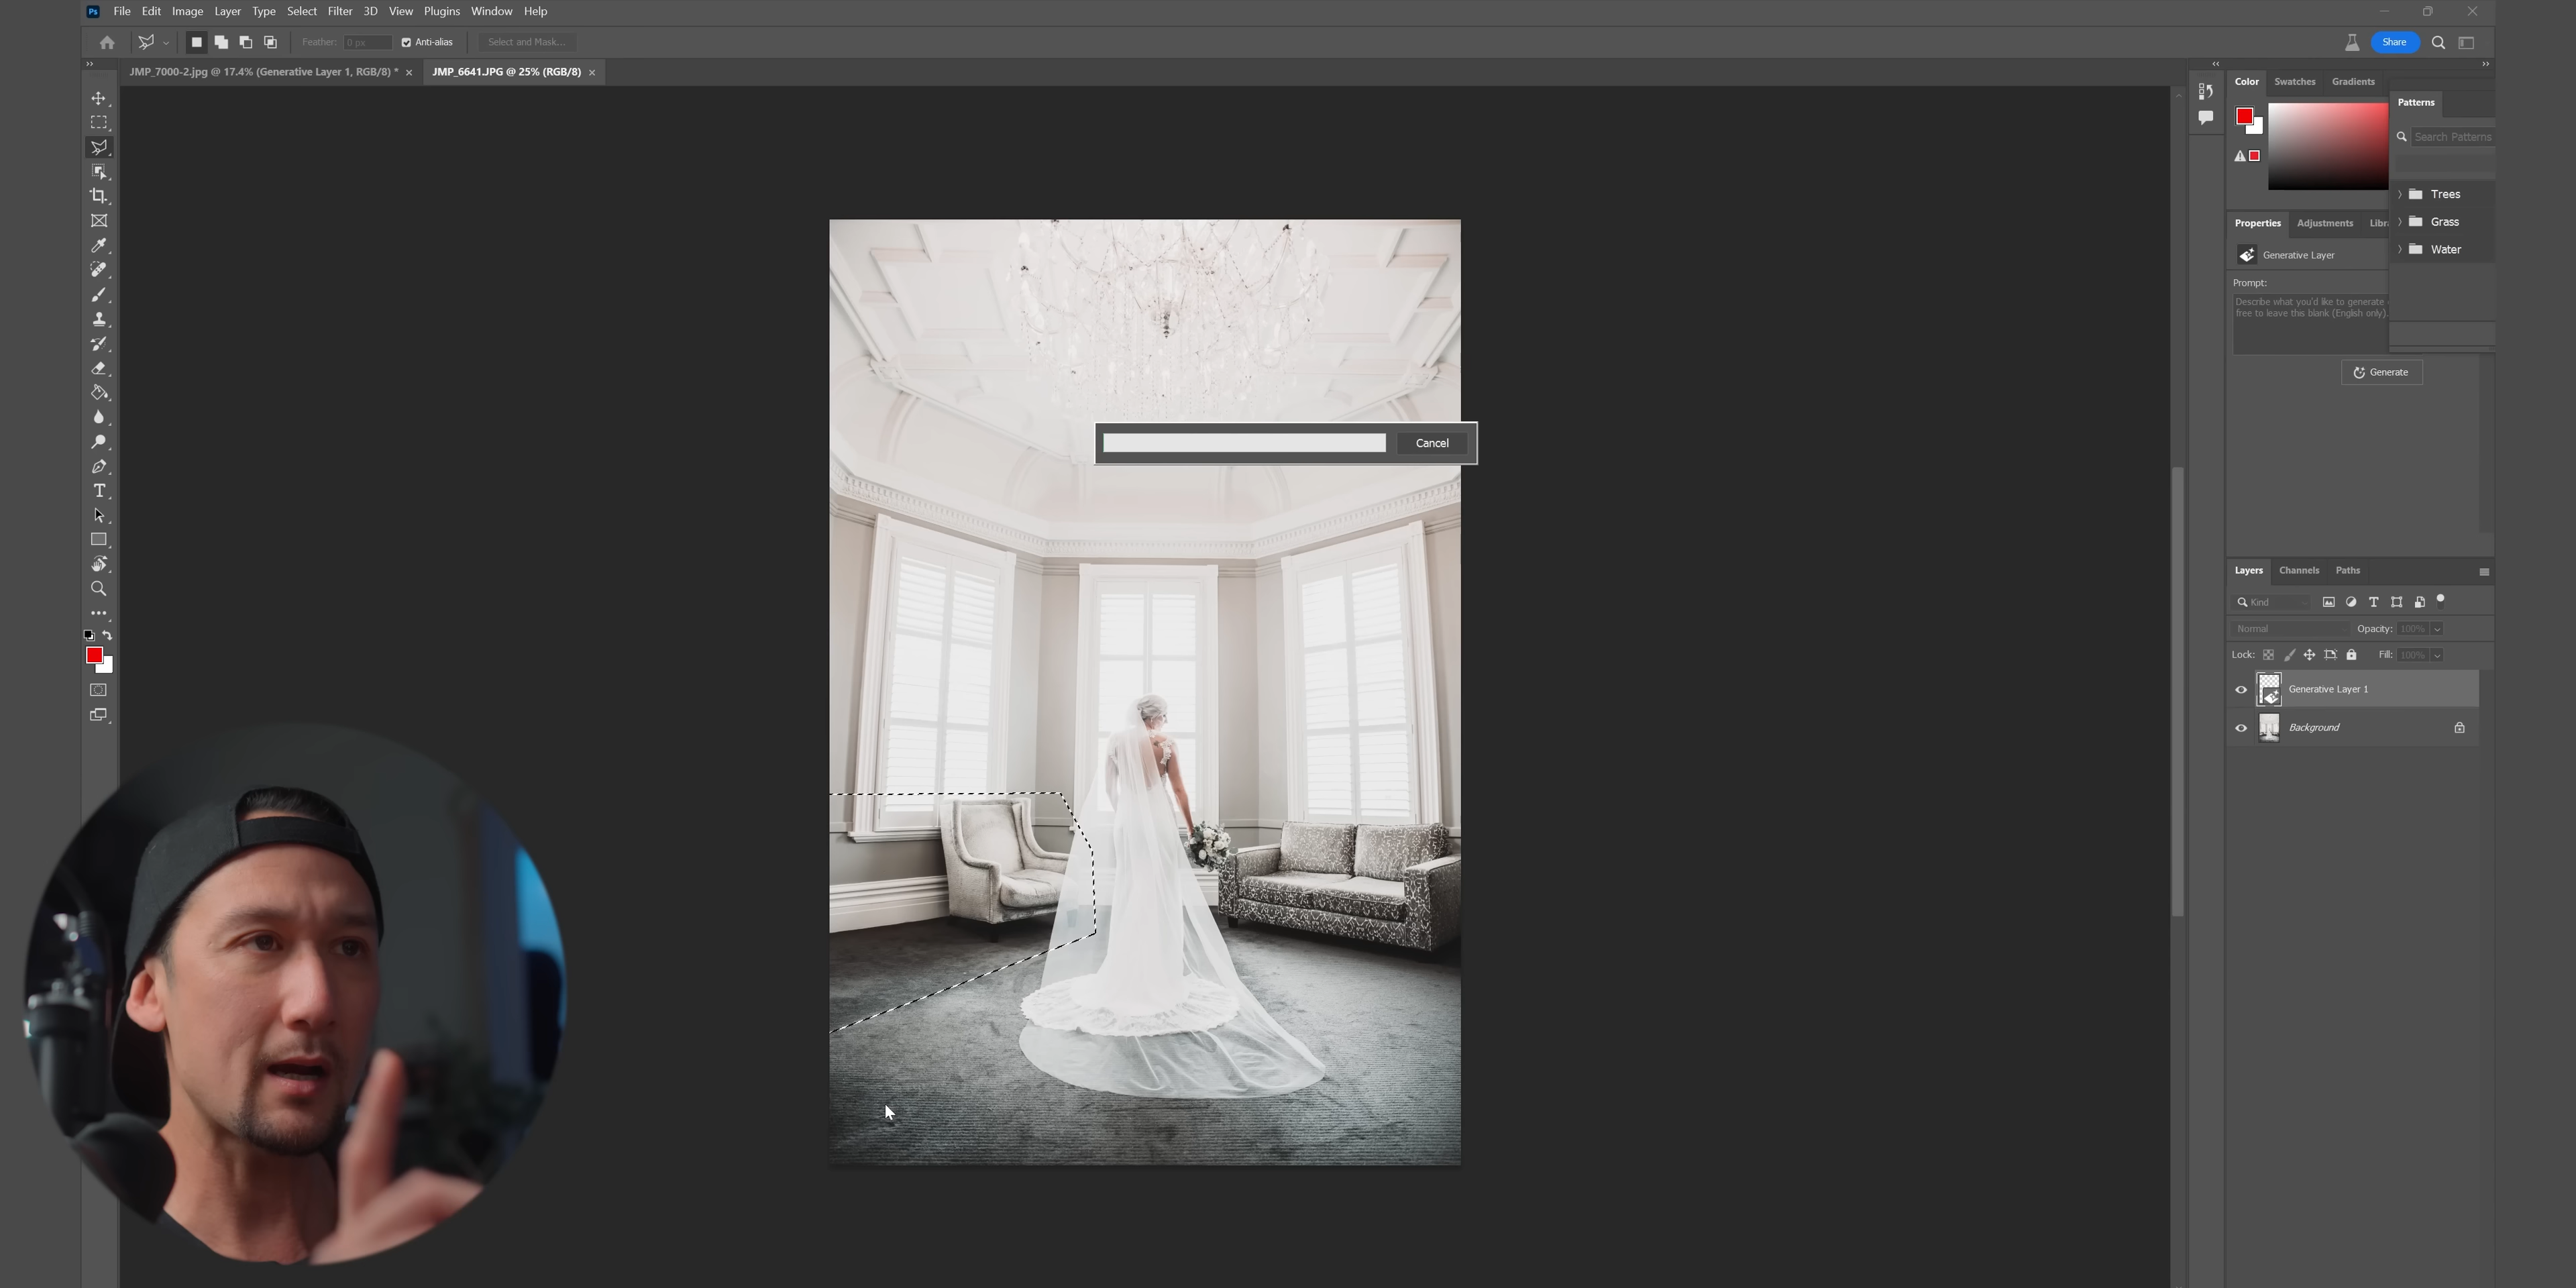 Ps File Edit Image Layer Type Select Filter 3D View Plugins Window Help
Feather: 0 px Anti-alias Select and Mask... Share
JMP_7000-2.jpg @ 17.4% (Generative Layer 1, RGB/8) * × JMP_6641.JPG @ 25% (RGB/8) ×
Color Swatches Gradients
Patterns
Search Patterns
Trees
Grass
Water
Properties Adjustments Libra
Generative Layer
Prompt:
Describe what you'd like to generate
free to leave this blank (English only).
Generate
Cancel
Layers Channels Paths
Kind
Normal Opacity: 100%
Lock: Fill: 100%
Generative Layer 1
Background